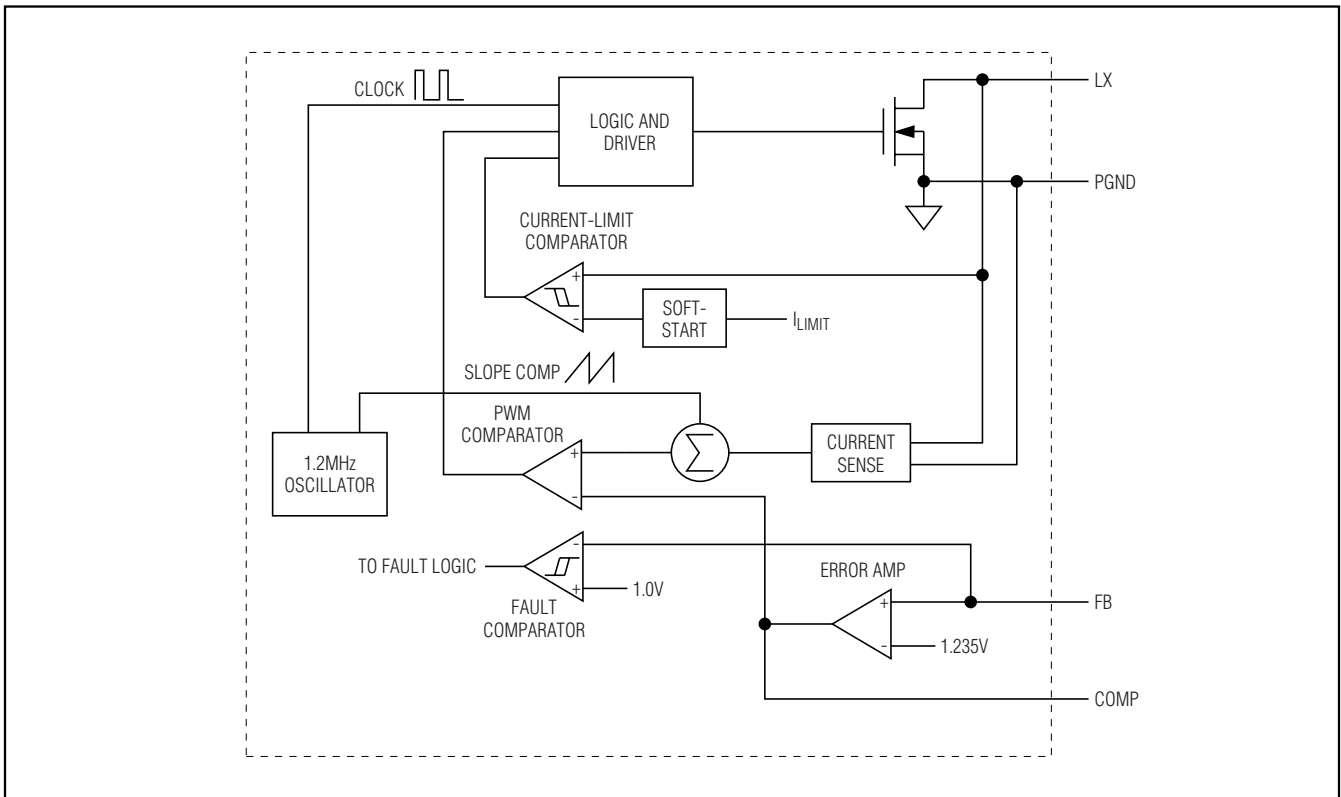 CLOCK
LOGIC AND
DRIVER
LX
PGND
CURRENT-LIMIT
COMPARATOR
+
-
SOFT-
START
ILIMIT
SLOPE COMP
PWM
COMPARATOR
+
-
Σ
CURRENT
SENSE
1.2MHz
OSCILLATOR
TO FAULT LOGIC
-
+
1.0V
FAULT
COMPARATOR
ERROR AMP
+
-
1.235V
FB
COMP